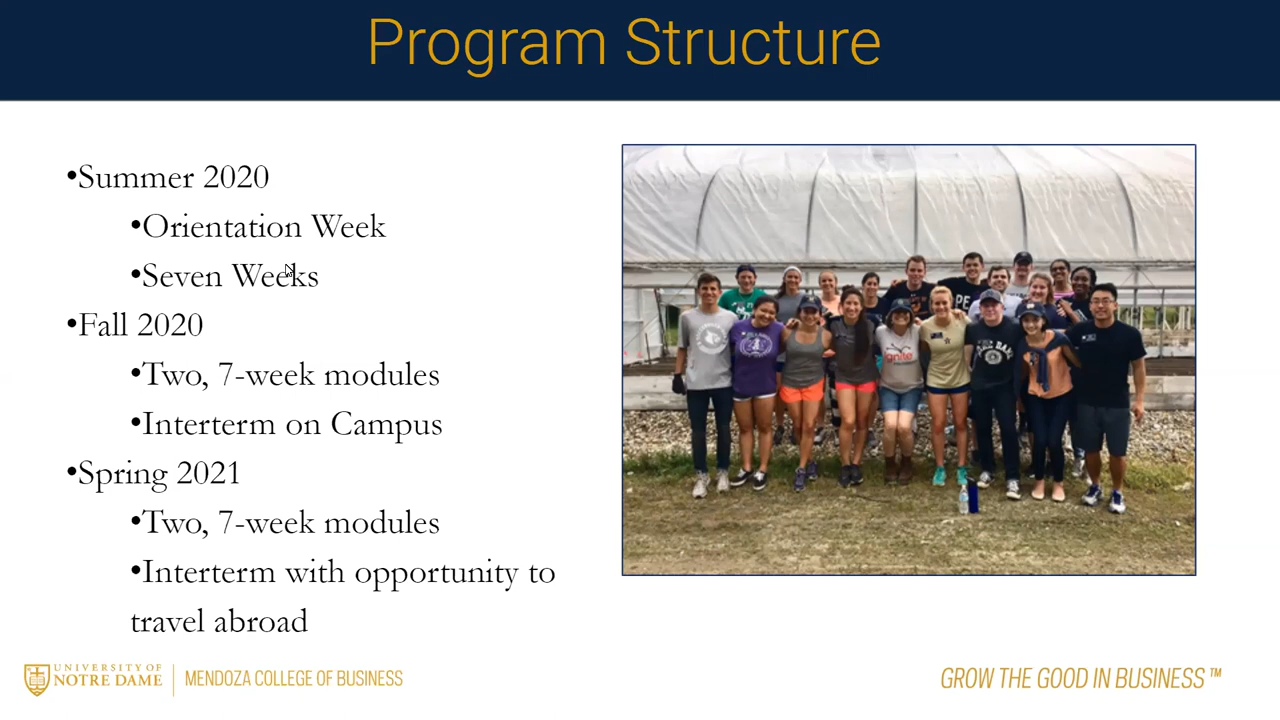 Program Structure
•Summer 2020
•Orientation Week
•Seven Weeks
•Fall 2020
•Two, 7-week modules
•Interterm on Campus
•Spring 2021
•Two, 7-week modules
•Interterm with opportunity to
travel abroad
ignite
UNIVERSITY OF
NOTRE DAME
MENDOZA COLLEGE OF BUSINESS
GROW THE GOOD IN BUSINESS ™